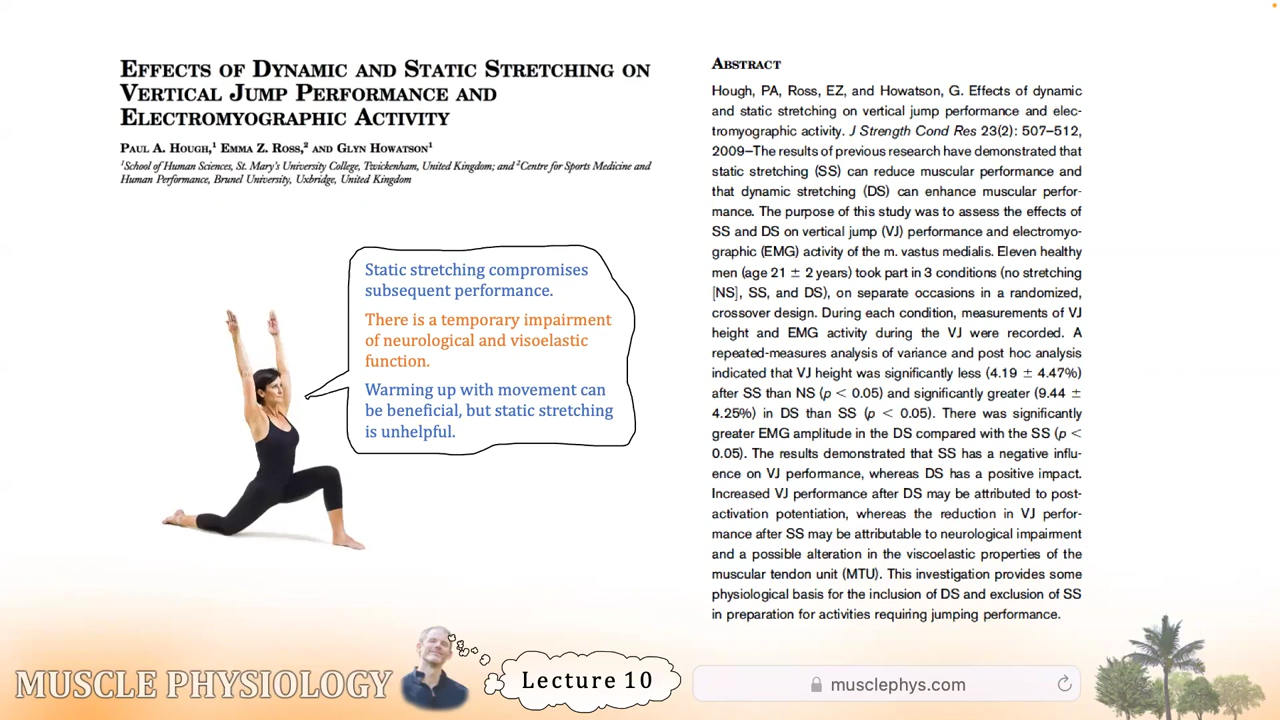 EFFECTS OF DYNAMIC AND STATIC STRETCHING ON
VERTICAL JUMP PERFORMANCE AND
ELECTROMYOGRAPHIC ACTIVITY
PAUL A. HOUGH,¹ EMMA Z. ROSS,² AND GLYN HOWATSON¹
¹School of Human Sciences, St. Mary's University College, Twickenham, United Kingdom; and ²Centre for Sports Medicine and
Human Performance, Brunel University, Uxbridge, United Kingdom
Static stretching compromises
subsequent performance.
There is a temporary impairment
of neurological and visoelastic
function.
Warming up with movement can
be beneficial, but static stretching
is unhelpful.
ABSTRACT
Hough, PA, Ross, EZ, and Howatson, G. Effects of dynamic
and static stretching on vertical jump performance and elec-
tromyographic activity. J Strength Cond Res 23(2): 507–512,
2009—The results of previous research have demonstrated that
static stretching (SS) can reduce muscular performance and
that dynamic stretching (DS) can enhance muscular perfor-
mance. The purpose of this study was to assess the effects of
SS and DS on vertical jump (VJ) performance and electromyo-
graphic (EMG) activity of the m. vastus medialis. Eleven healthy
men (age 21 ± 2 years) took part in 3 conditions (no stretching
[NS], SS, and DS), on separate occasions in a randomized,
crossover design. During each condition, measurements of VJ
height and EMG activity during the VJ were recorded. A
repeated-measures analysis of variance and post hoc analysis
indicated that VJ height was significantly less (4.19 ± 4.47%)
after SS than NS (p < 0.05) and significantly greater (9.44 ±
4.25%) in DS than SS (p < 0.05). There was significantly
greater EMG amplitude in the DS compared with the SS (p <
0.05). The results demonstrated that SS has a negative influ-
ence on VJ performance, whereas DS has a positive impact.
Increased VJ performance after DS may be attributed to post-
activation potentiation, whereas the reduction in VJ perfor-
mance after SS may be attributable to neurological impairment
and a possible alteration in the viscoelastic properties of the
muscular tendon unit (MTU). This investigation provides some
physiological basis for the inclusion of DS and exclusion of SS
in preparation for activities requiring jumping performance.
MUSCLE PHYSIOLOGY
Lecture 10
musclephys.com